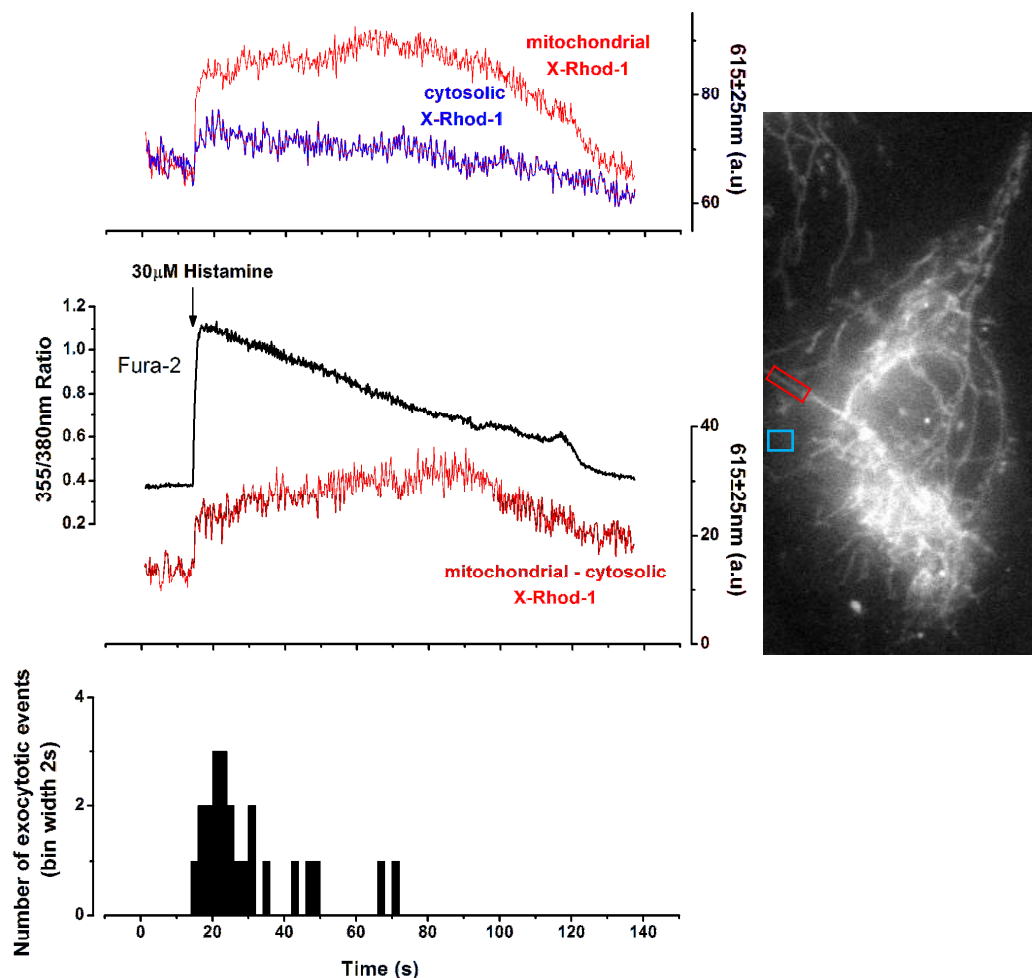 mitochondrial
X-Rhod-1
cytosolic
X-Rhod-1
80
60
615±25nm (a.u)
30μM Histamine
Fura-2
1.2
1.0
0.8
0.6
0.4
0.2
355/380nm Ratio
40
20
0
615±25nm (a.u)
mitochondrial - cytosolic
X-Rhod-1
4
3
2
0
Number of exocytotic events
(bin width 2s)
0 20 40 60 80 100 120 140
Time (s)